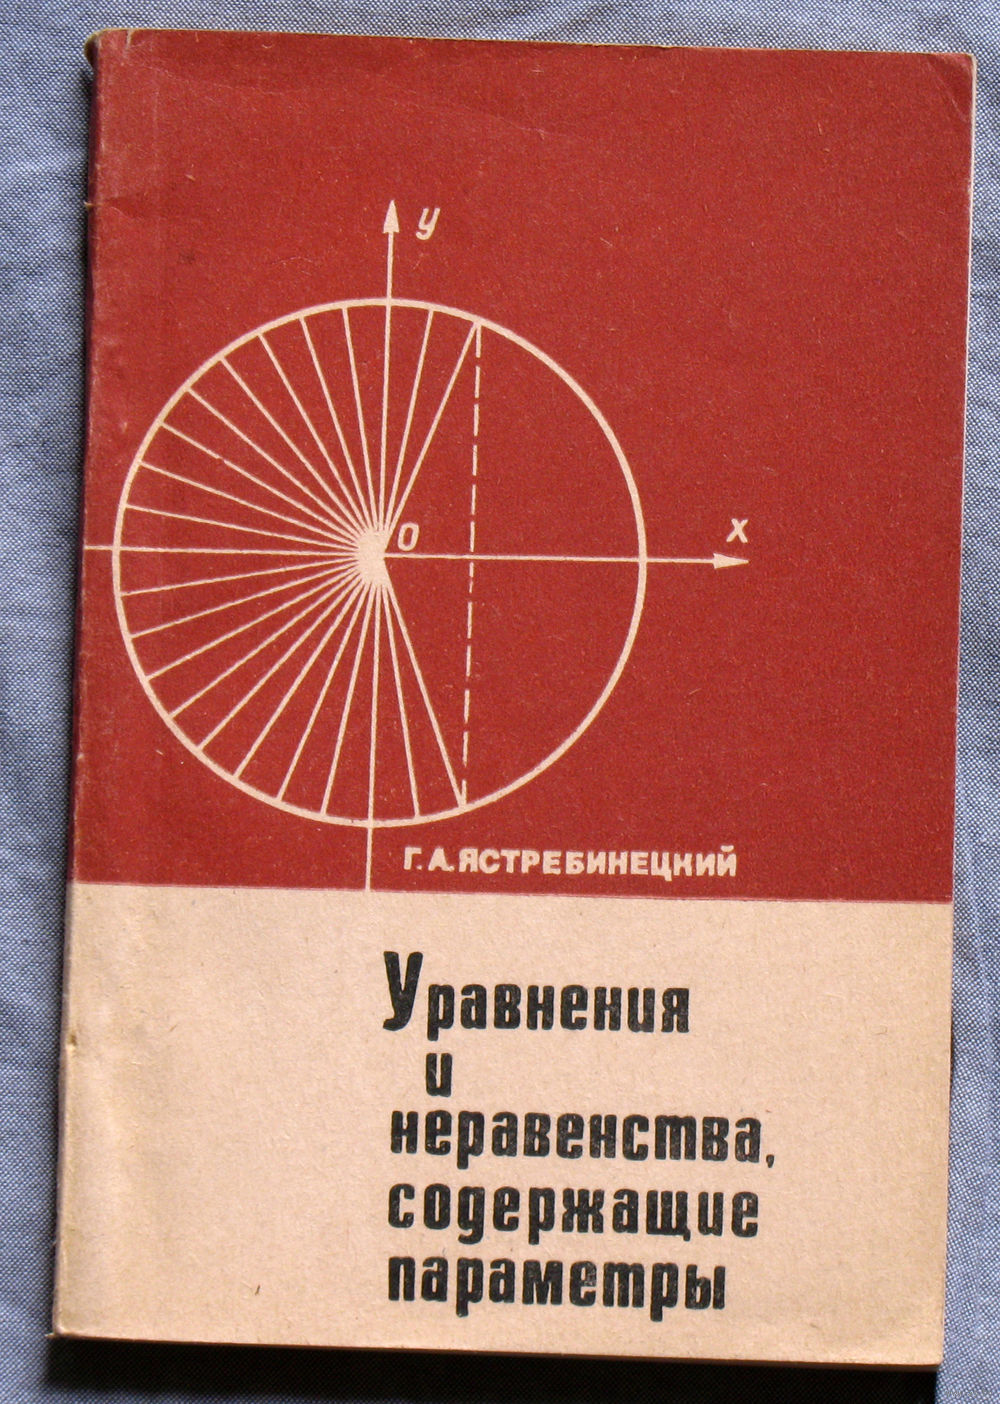 у
О
х
Г. А. ЯСТРЕБИНЕЦКИЙ
Уравнения
и
неравенства,
содержащие
параметры